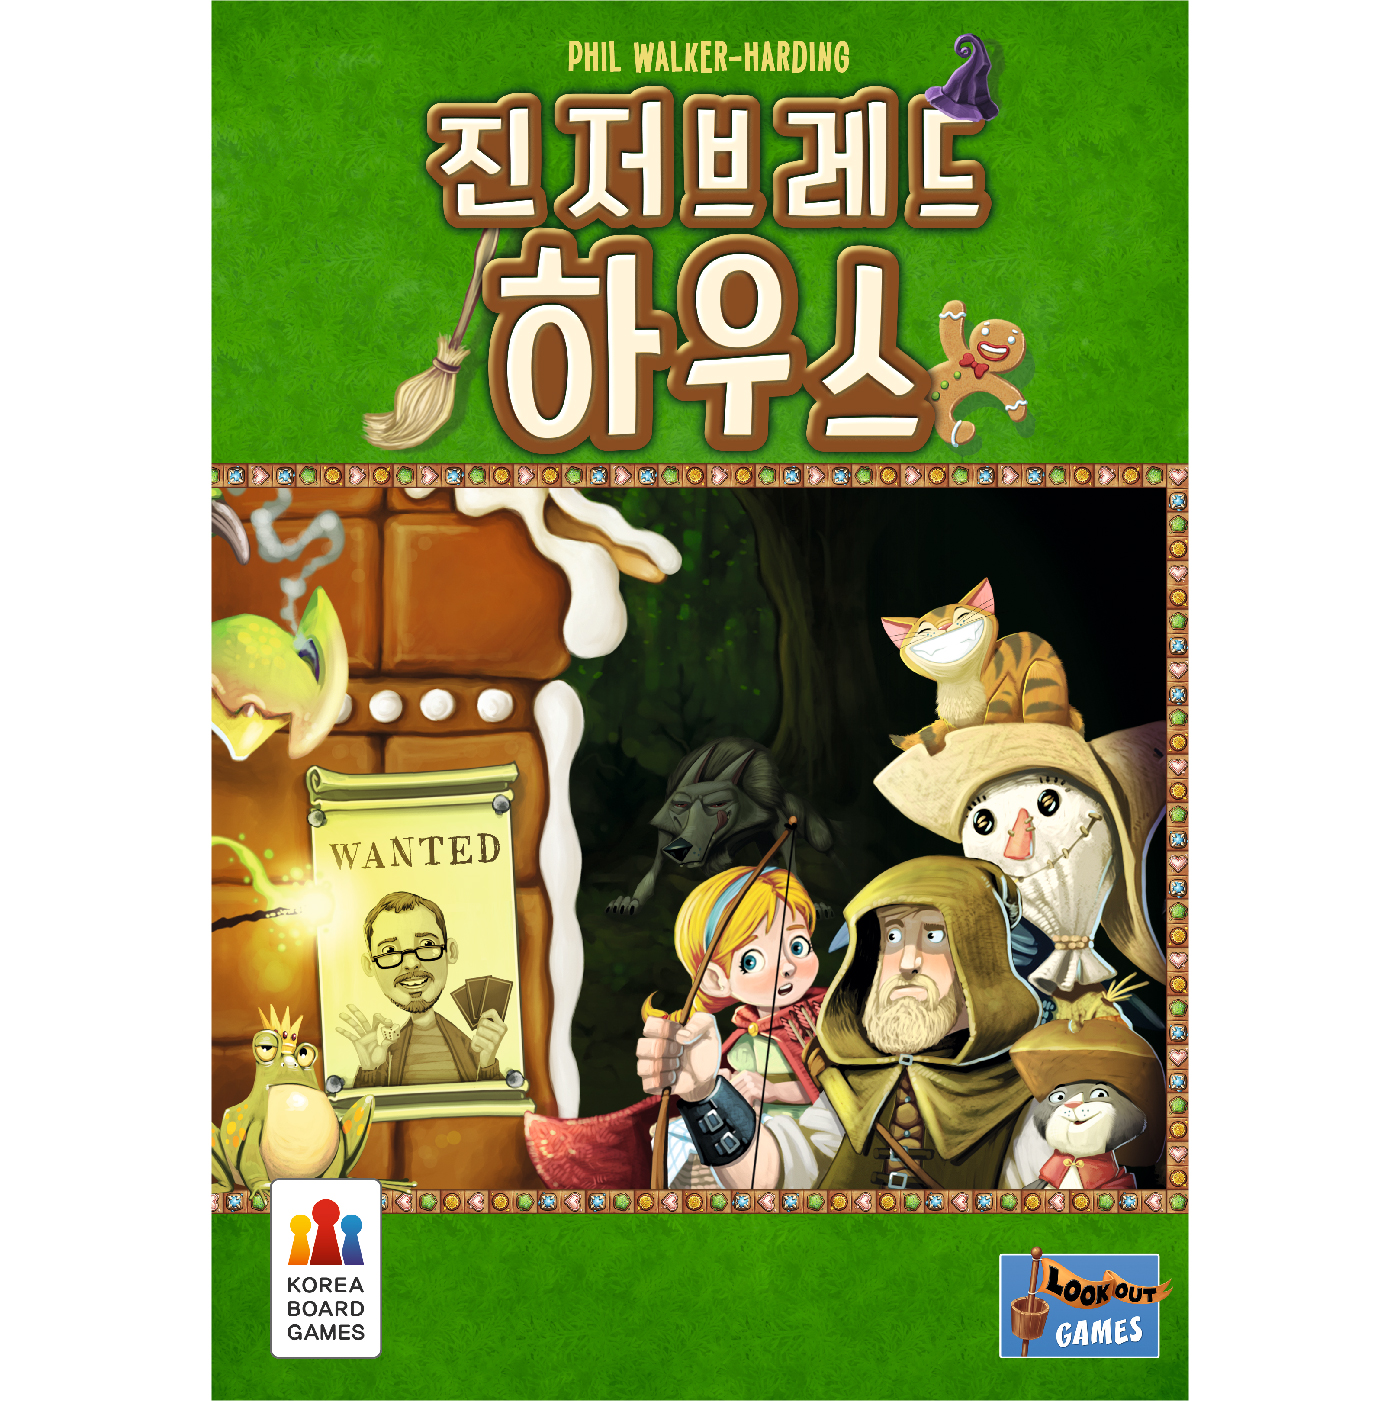 PHIL WALKER-HARDING
진저브레드
하우스
WANTED
KOREA
BOARD
GAMES
LOOKOUT
GAMES